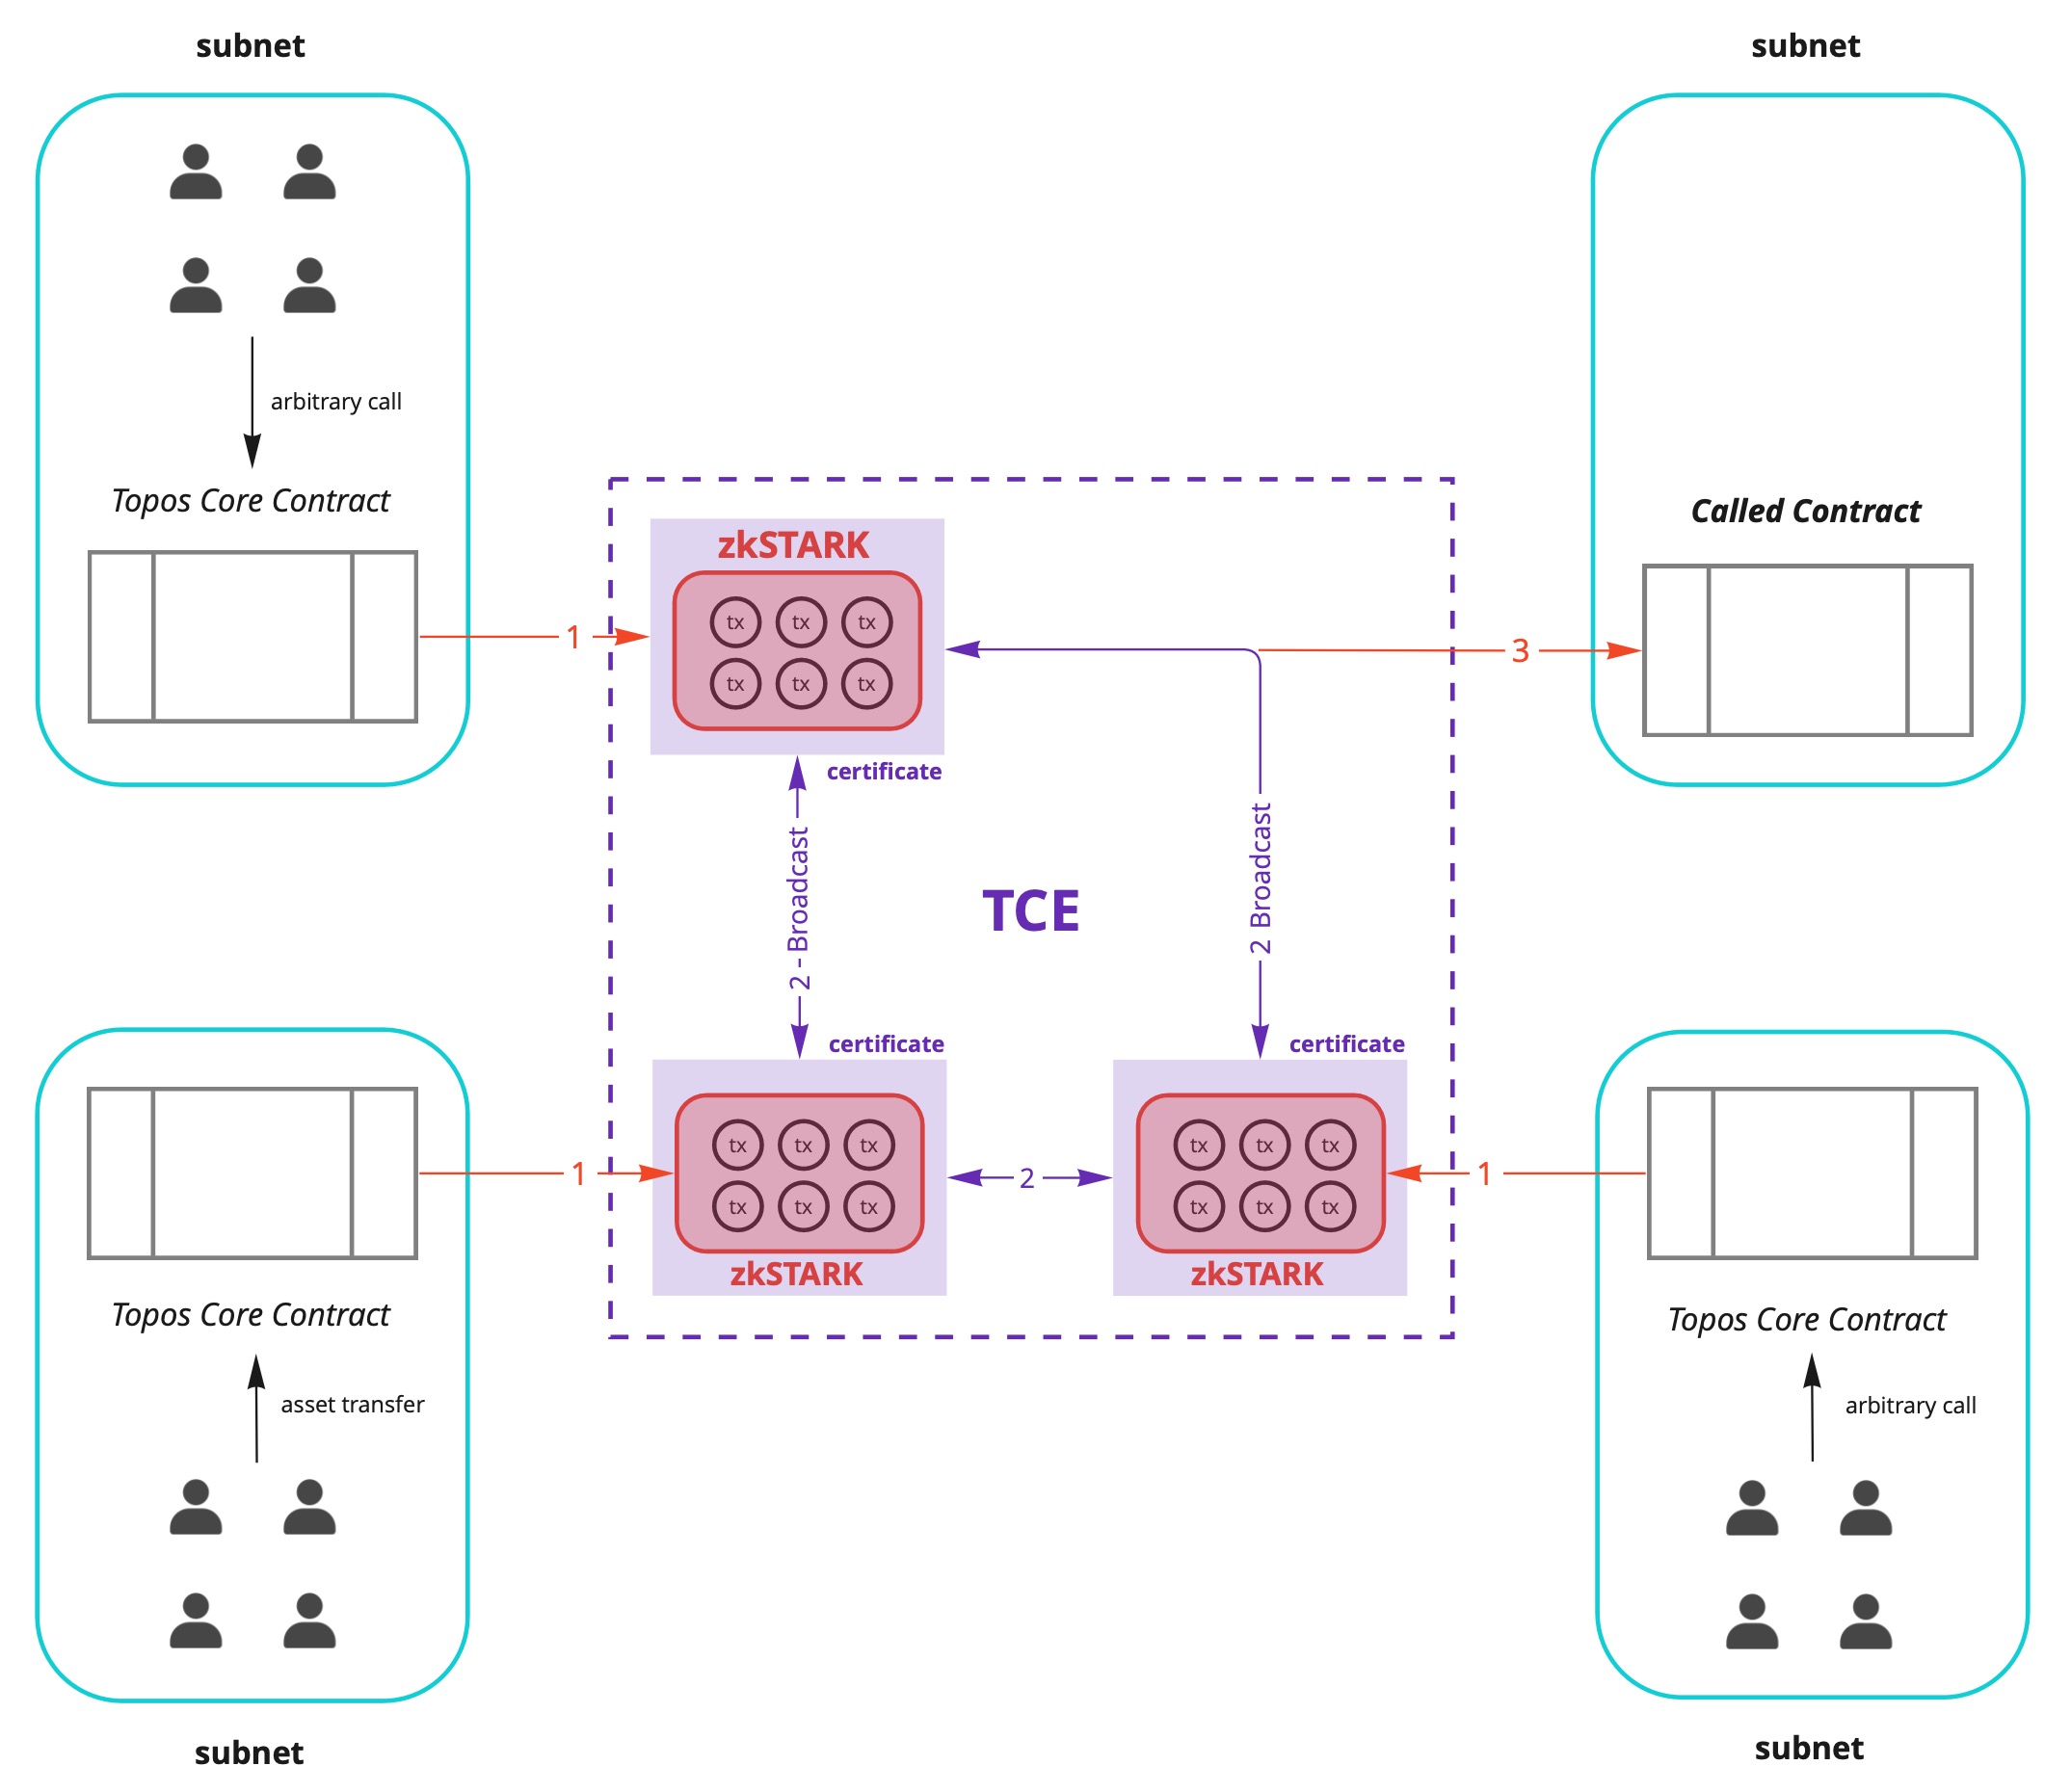 subnet
subnet
arbitrary call
Topos Core Contract
Called Contract
zkSTARK
tx tx tx
tx tx tx
1
3
certificate
2 - Broadcast
2 Broadcast
TCE
certificate
certificate
tx tx tx
tx tx tx
zkSTARK
tx tx tx
tx tx tx
zkSTARK
1
2
1
Topos Core Contract
asset transfer
Topos Core Contract
arbitrary call
subnet
subnet